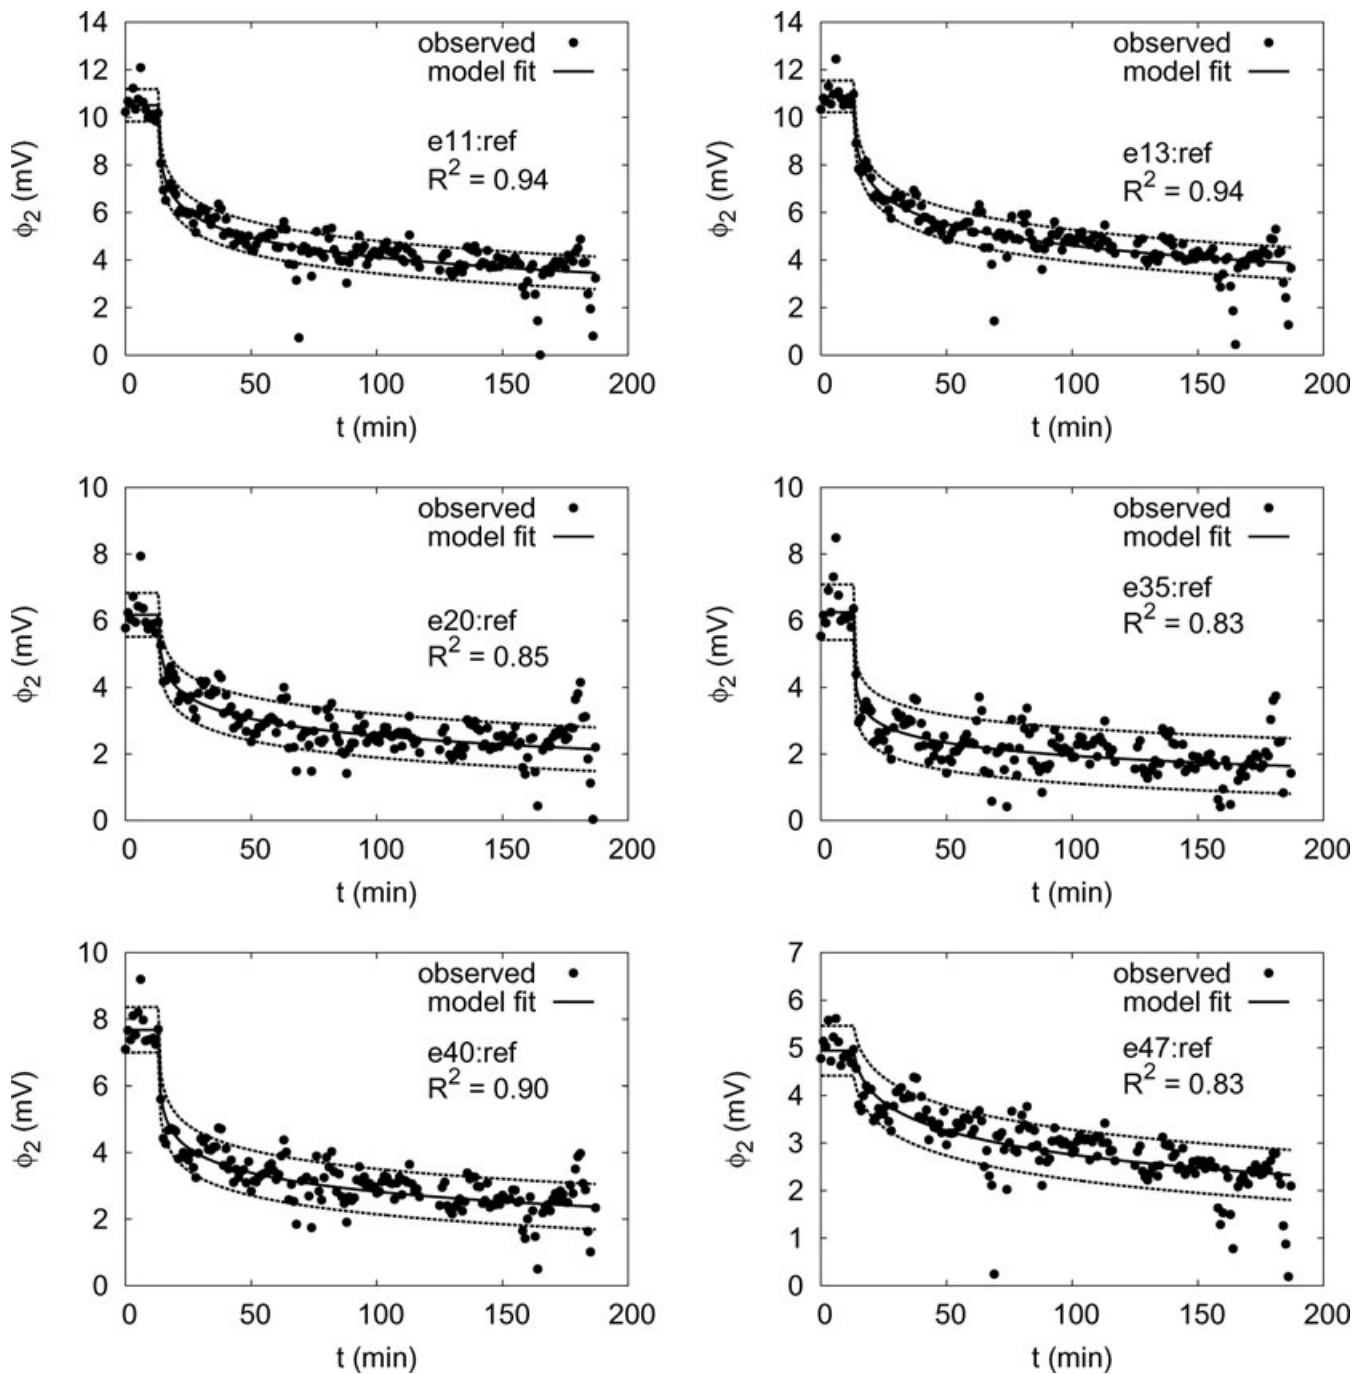 14
12
10
8
6
4
2
0
ϕ2 (mV)
observed
model fit
e11:ref
R2 = 0.94
0 50 100 150 200
t (min)
14
12
10
8
6
4
2
0
ϕ2 (mV)
observed
model fit
e13:ref
R2 = 0.94
0 50 100 150 200
t (min)
10
8
6
4
2
0
ϕ2 (mV)
observed
model fit
e20:ref
R2 = 0.85
0 50 100 150 200
t (min)
10
8
6
4
2
0
ϕ2 (mV)
observed
model fit
e35:ref
R2 = 0.83
0 50 100 150 200
t (min)
10
8
6
4
2
0
ϕ2 (mV)
observed
model fit
e40:ref
R2 = 0.90
0 50 100 150 200
t (min)
7
6
5
4
3
2
1
0
ϕ2 (mV)
observed
model fit
e47:ref
R2 = 0.83
0 50 100 150 200
t (min)